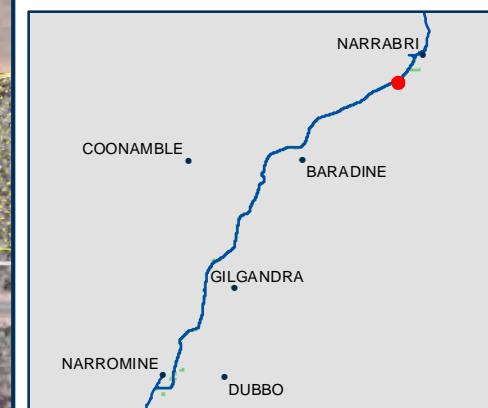 NARRABRI
COONAMBLE
BARADINE
GILGANDRA
NARROMINE
DUBBO